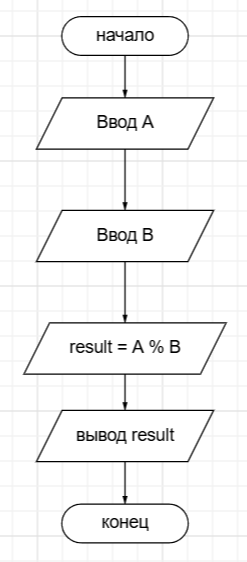 начало
Ввод A
Ввод B
result = A % B
вывод result
конец